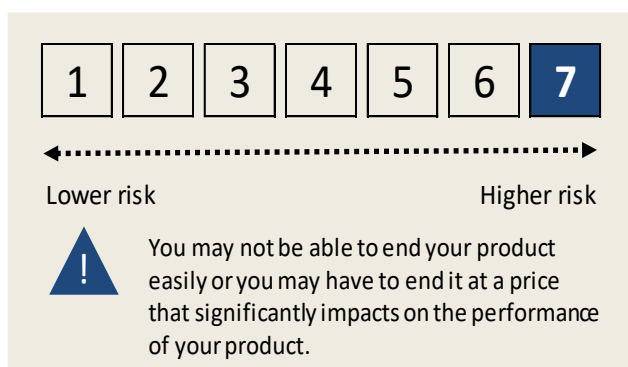 1 2 3 4 5 6 7
Lower risk Higher risk
!
You may not be able to end your product
easily or you may have to end it at a price
that significantly impacts on the performance
of your product.